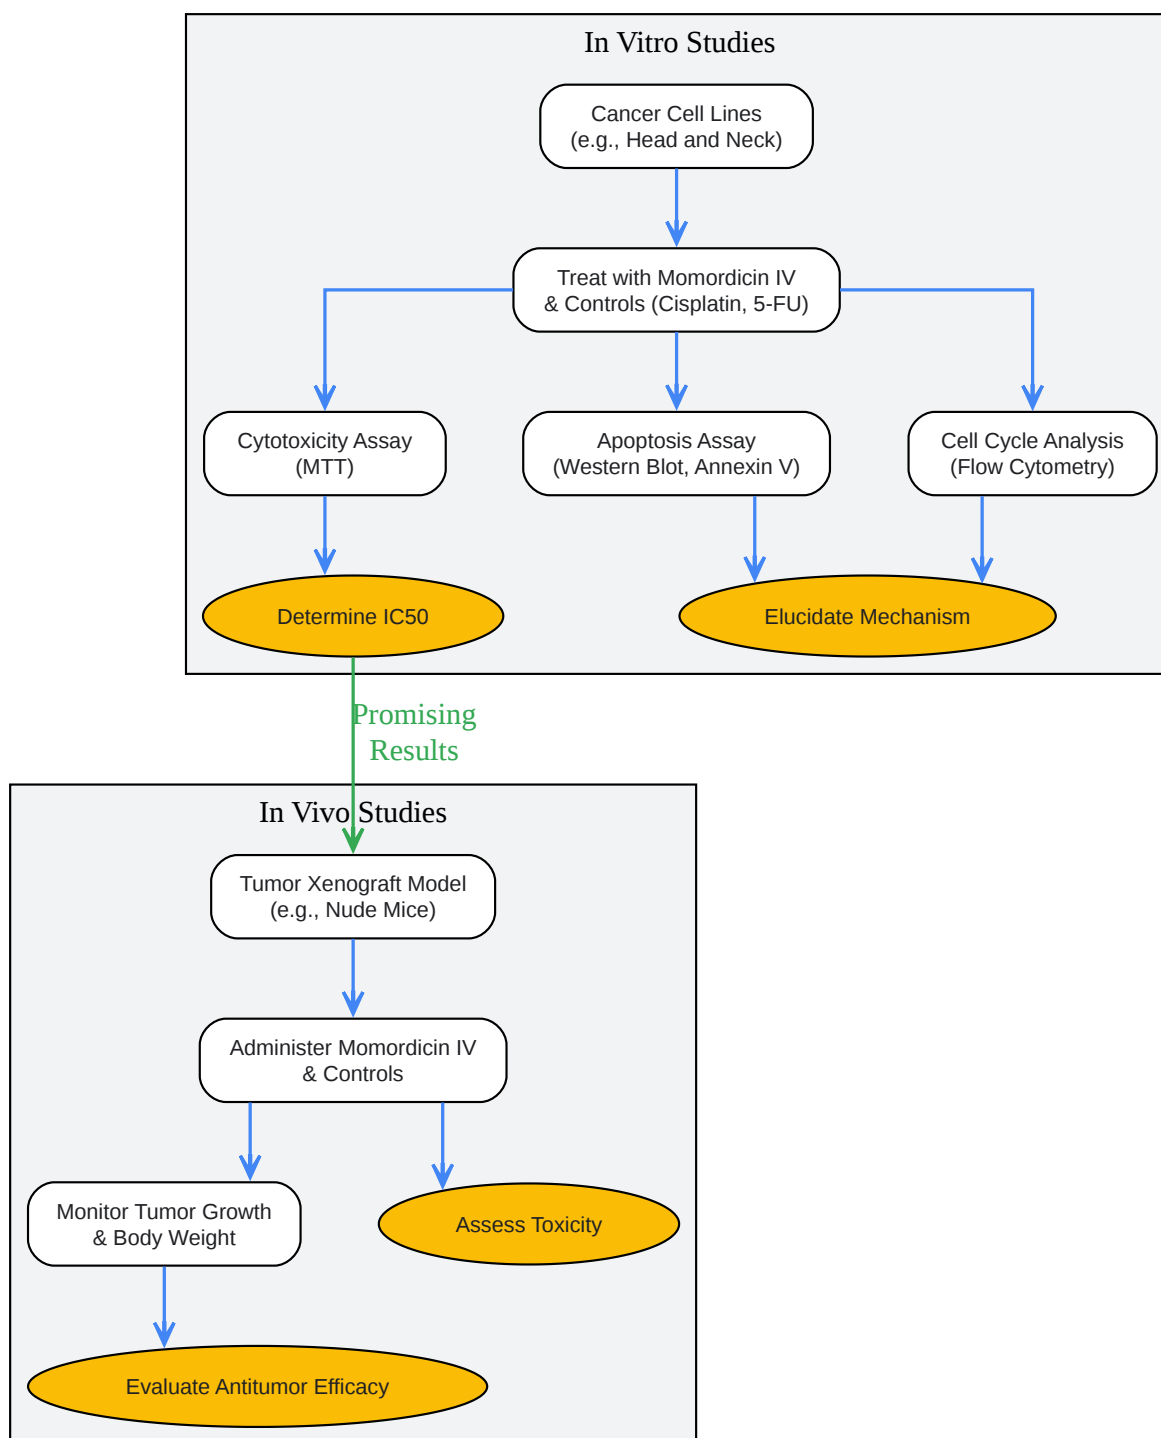 In Vitro Studies
Cancer Cell Lines
(e.g., Head and Neck)
Treat with Momordicin IV
& Controls (Cisplatin, 5-FU)
Cytotoxicity Assay
(MTT)
Apoptosis Assay
(Western Blot, Annexin V)
Cell Cycle Analysis
(Flow Cytometry)
Determine IC50
Elucidate Mechanism
Promising
Results
In Vivo Studies
Tumor Xenograft Model
(e.g., Nude Mice)
Administer Momordicin IV
& Controls
Monitor Tumor Growth
& Body Weight
Assess Toxicity
Evaluate Antitumor Efficacy